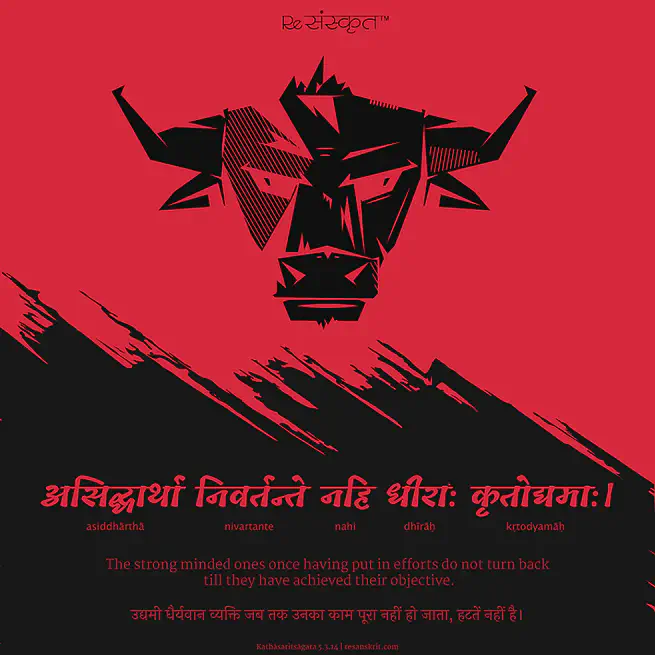 Re संस्कृत™
असिद्धार्था निवर्तन्ते नहि धीराः कृतोद्यमाः।
asiddhārthā nivartante nahi dhīrāḥ kṛtodyamāḥ
The strong minded ones once having put in efforts do not turn back
till they have achieved their objective.
उद्यमी धैर्यवान व्यक्ति जब तक उनका काम पूरा नहीं हो जाता, हटतें नहीं है।
Kathāsaritsāgara 5.3.24 | resanskrit.com